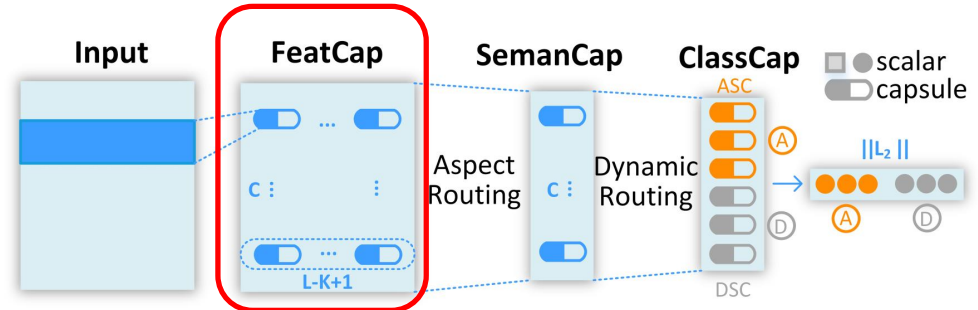 Input
FeatCap
SemanCap
ClassCap
scalar
capsule
ASC
A
||L₂ ||
C ⋮
...
⋮
Aspect
Routing
C ⋮
Dynamic
Routing
A
D
D
...
L-K+1
DSC